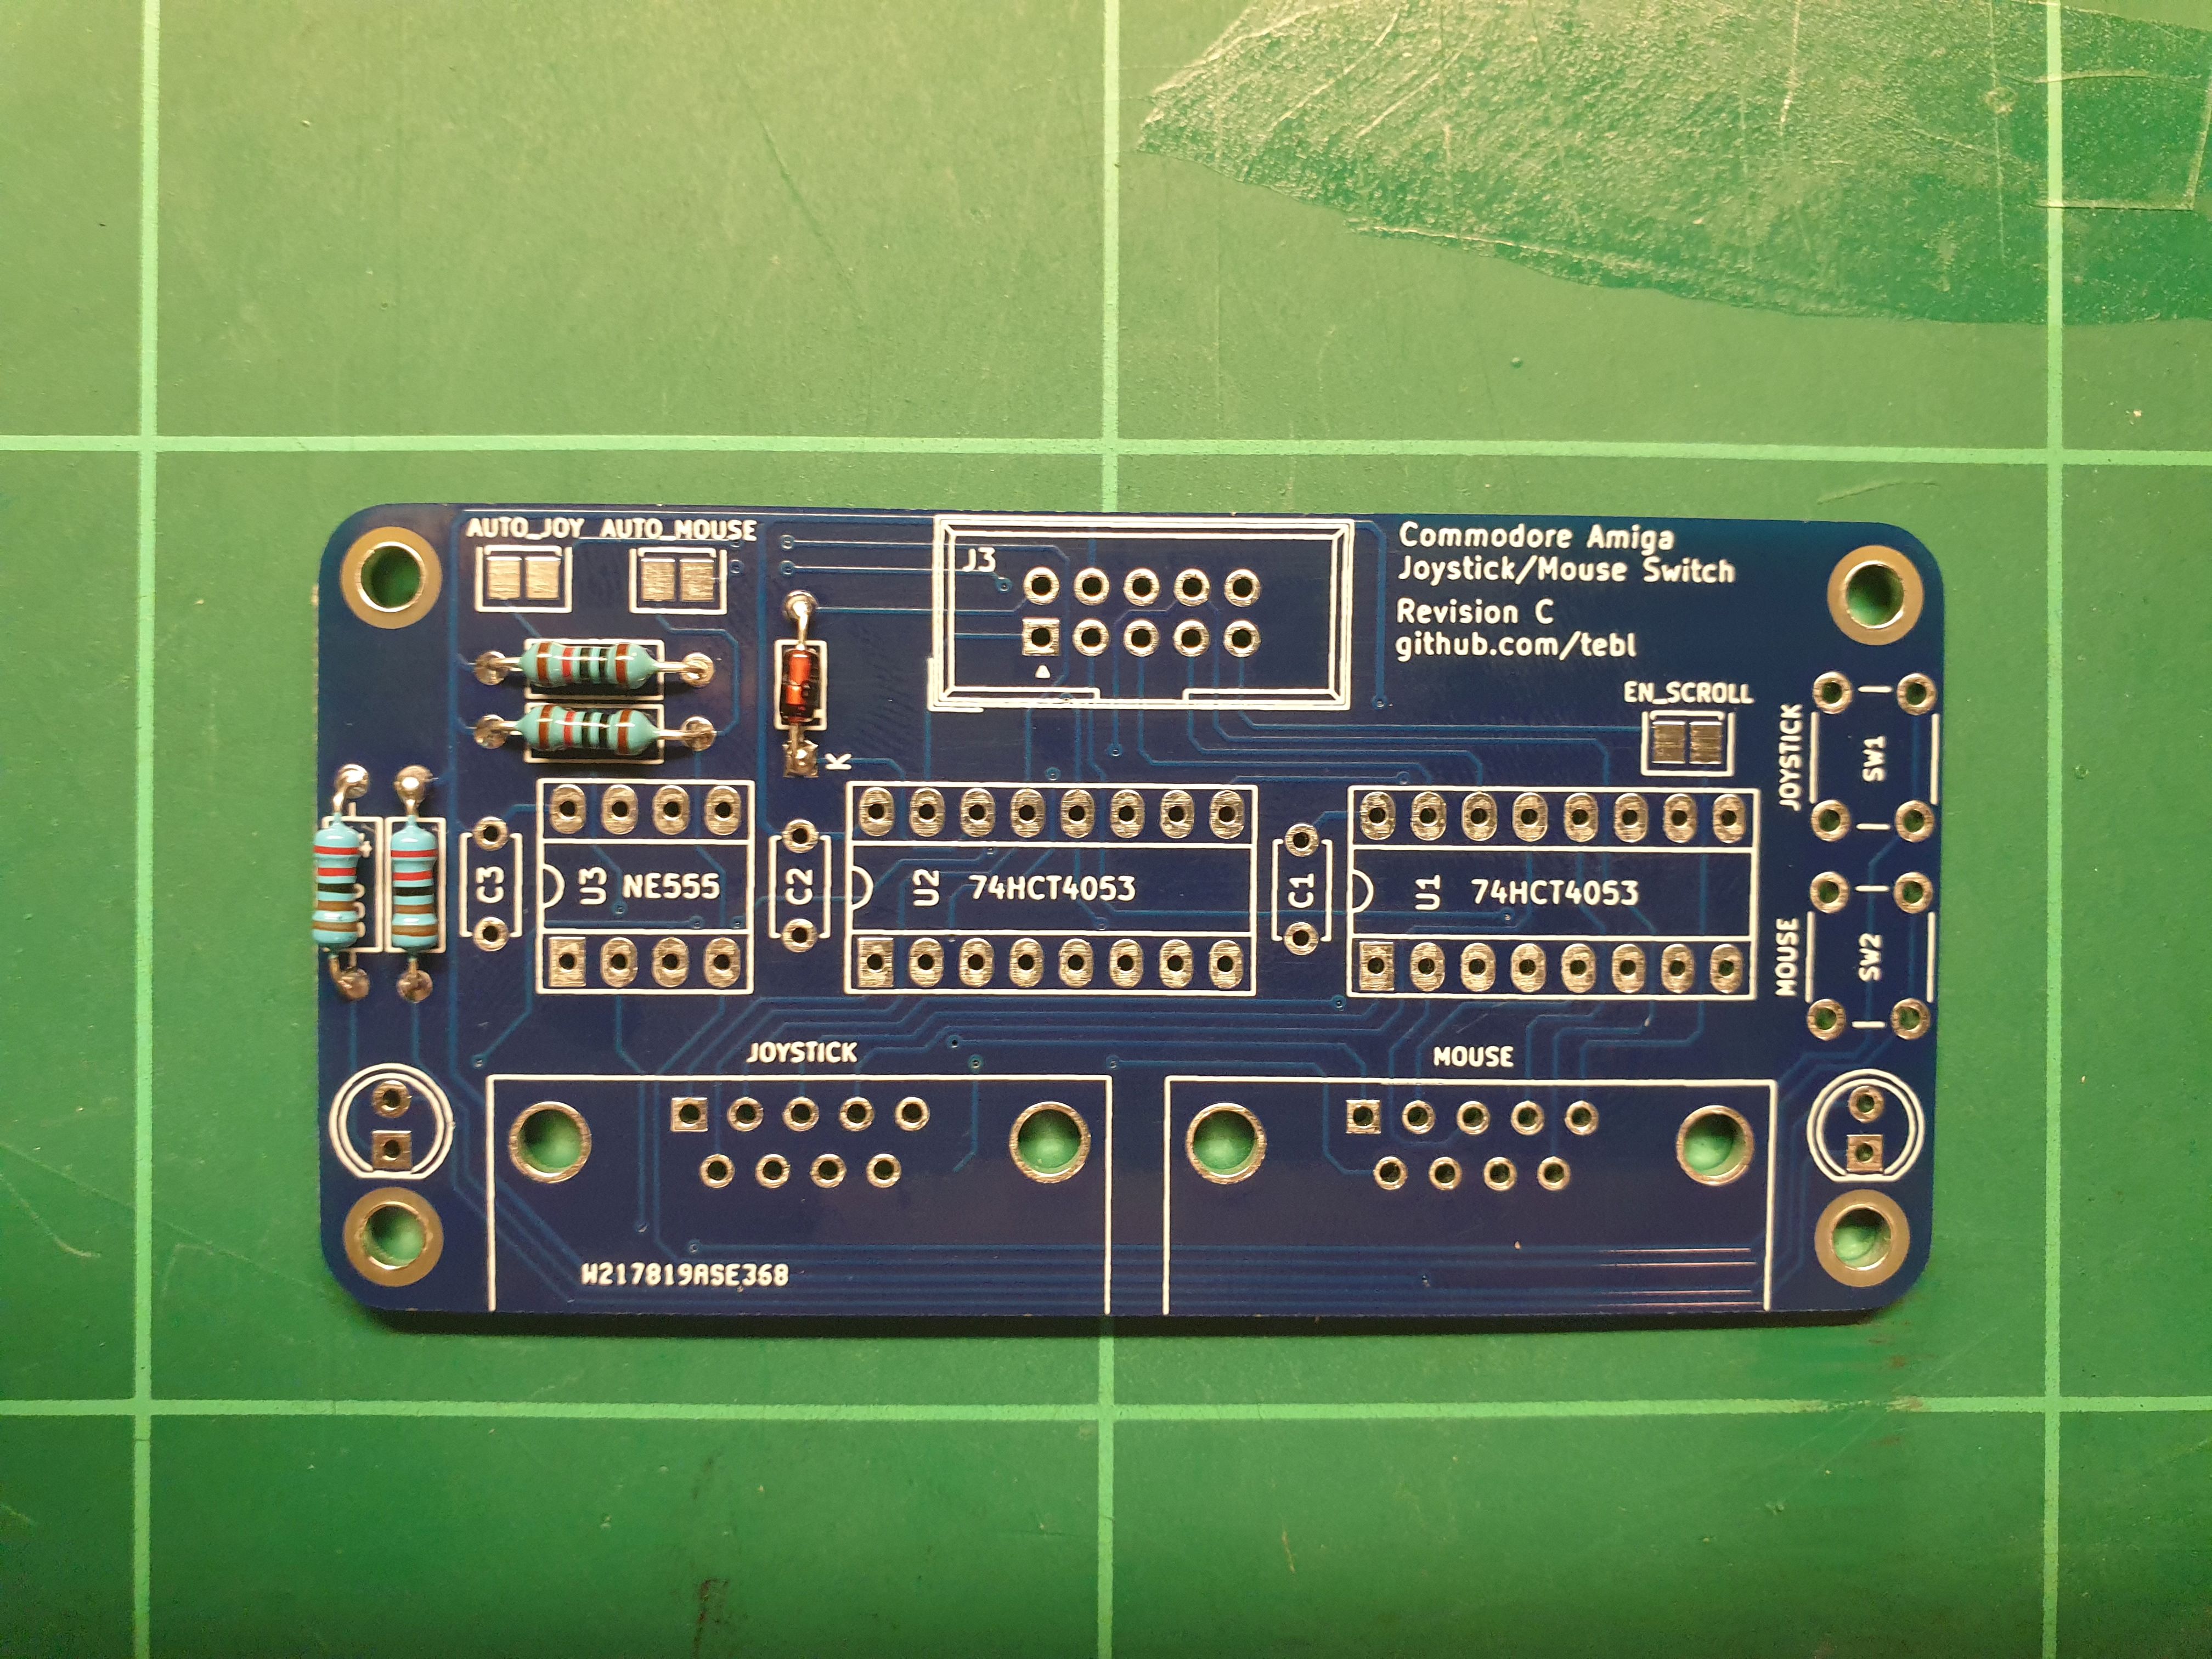 AUTO_JOY AUTO_MOUSE
J3
Commodore Amiga
Joystick/Mouse Switch
Revision C
github.com/tebl
EN_SCROLL
K
JOYSTICK
SW1
C3
U3 NE555
C2
U2 74HCT4053
C1
U1 74HCT4053
MOUSE
SW2
JOYSTICK
MOUSE
W217819ASE368